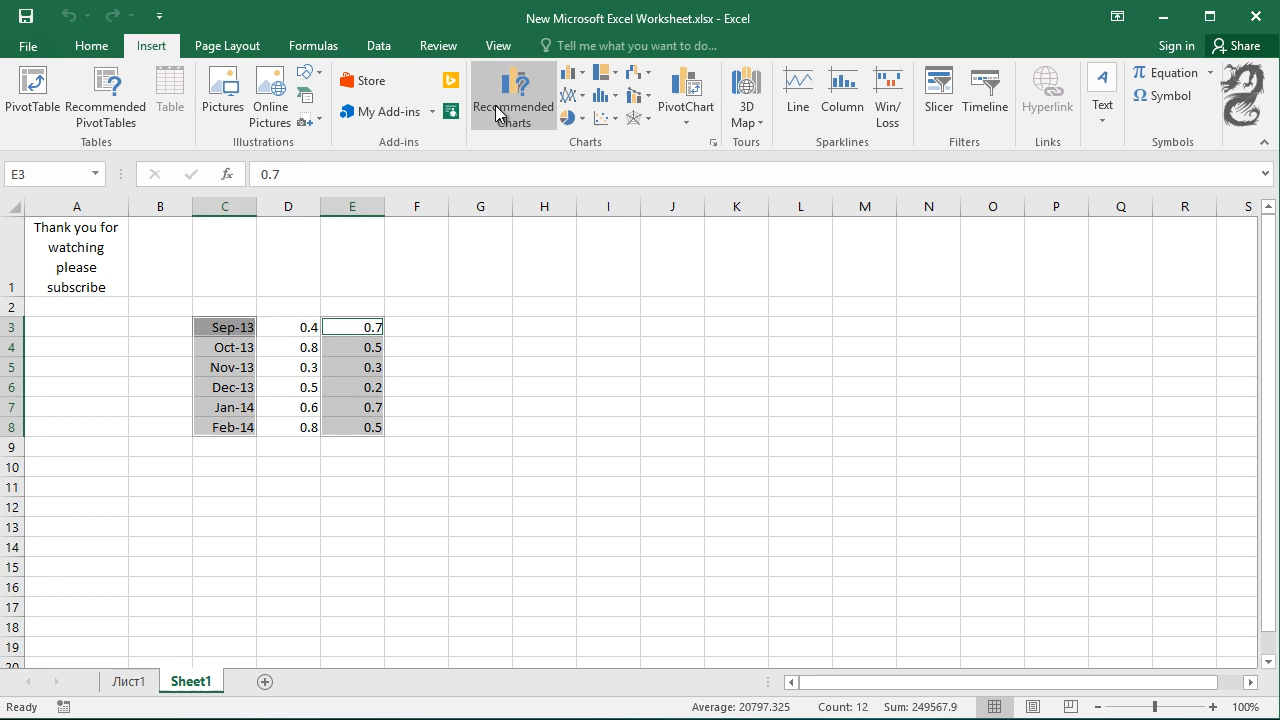 New Microsoft Excel Worksheet.xlsx - Excel
File Home Insert Page Layout Formulas Data Review View Tell me what you want to do... Sign in Share
PivotTable
Recommended
PivotTables
Table
Tables
Pictures
Online
Pictures
Illustrations
Store
My Add-ins
Add-ins
Recommended
Charts
PivotChart
Charts
3D
Map
Tours
Line
Column
Win/
Loss
Sparklines
Slicer
Timeline
Filters
Hyperlink
Links
A
Text
π Equation
Ω Symbol
Symbols
E3 fx 0.7
A B C D E F G H I J K L M N O P Q R S
Thank you for
watching
please
1 subscribe
2
3 Sep-13 0.4 0.7
4 Oct-13 0.8 0.5
5 Nov-13 0.3 0.3
6 Dec-13 0.5 0.2
7 Jan-14 0.6 0.7
8 Feb-14 0.8 0.5
9
10
11
12
13
14
15
16
17
18
19
20
Лист1 Sheet1
Ready Average: 20797.325 Count: 12 Sum: 249567.9 100%